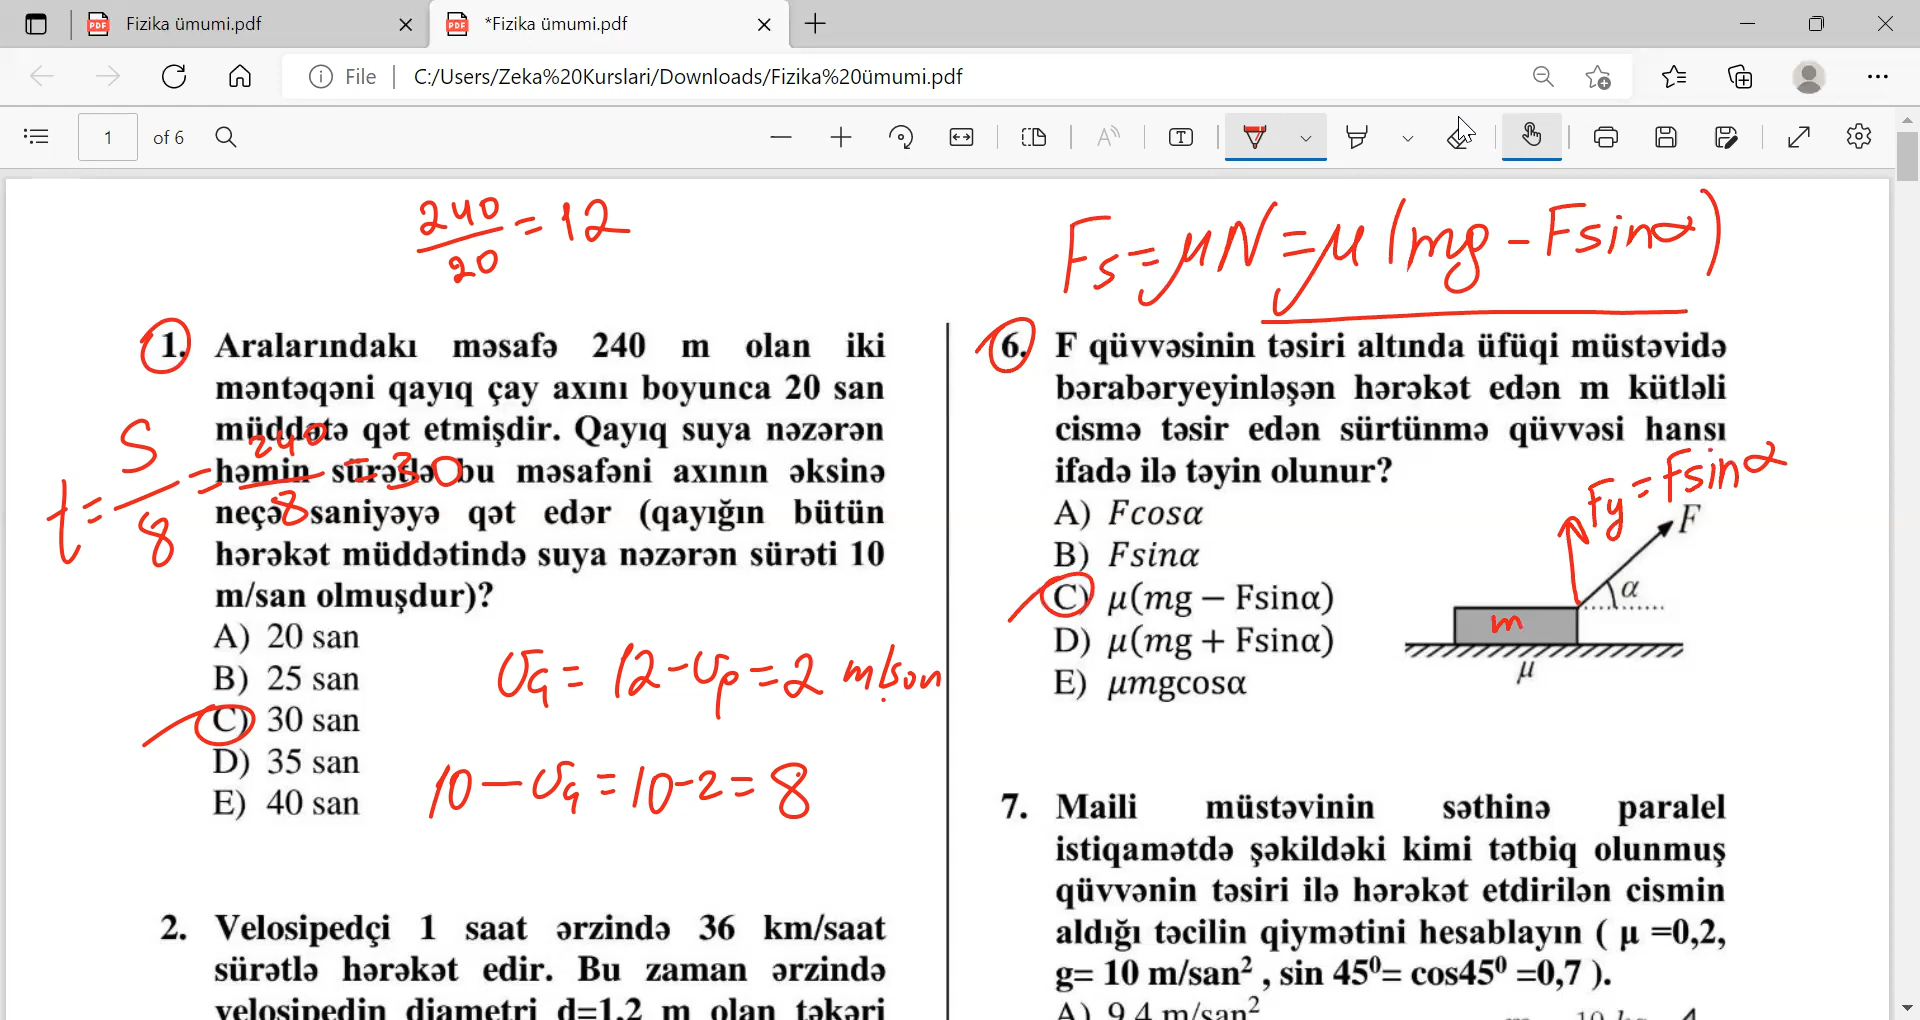 Fizika ümumi.pdf
*Fizika ümumi.pdf
File
C:/Users/Zeka%20Kurslari/Downloads/Fizika%20ümumi.pdf
1 of 6
240/20 = 12
1. Aralarındakı məsafə 240 m olan iki
məntəqəni qayıq çay axını boyunca 20 san
müddətə qət etmişdir. Qayıq suya nəzərən
həmin sürətlə bu məsafəni axının əksinə
neçə saniyəyə qət edər (qayığın bütün
hərəkət müddətində suya nəzərən sürəti 10
m/san olmuşdur)?
t = S/8 = 240/8 = 30
A) 20 san
B) 25 san
C) 30 san
D) 35 san
E) 40 san
10 − = 10-2 = 8
2. Velosipedçi 1 saat ərzində 36 km/saat
sürətlə hərəkət edir. Bu zaman ərzində
velosipedin diametri d=1,2 m olan təkəri
Fs = μN = μ(mg − Fsinα)
6. F qüvvəsinin təsiri altında üfüqi müstəvidə
bərabəryeyinləşən hərəkət edən m kütləli
cismə təsir edən sürtünmə qüvvəsi hansı
ifadə ilə təyin olunur?
A) Fcosα
B) Fsinα
C) μ(mg − Fsinα)
D) μ(mg + Fsinα)
E) μmgcosα
Fy = Fsinα
F
α
m
μ
7. Maili müstəvinin səthinə paralel
istiqamətdə şəkildəki kimi tətbiq olunmuş
qüvvənin təsiri ilə hərəkət etdirilən cismin
aldığı təcilin qiymətini hesablayın ( μ =0,2,
g= 10 m/san², sin 45⁰= cos45⁰ =0,7 ).
A) 9,4 m/san²